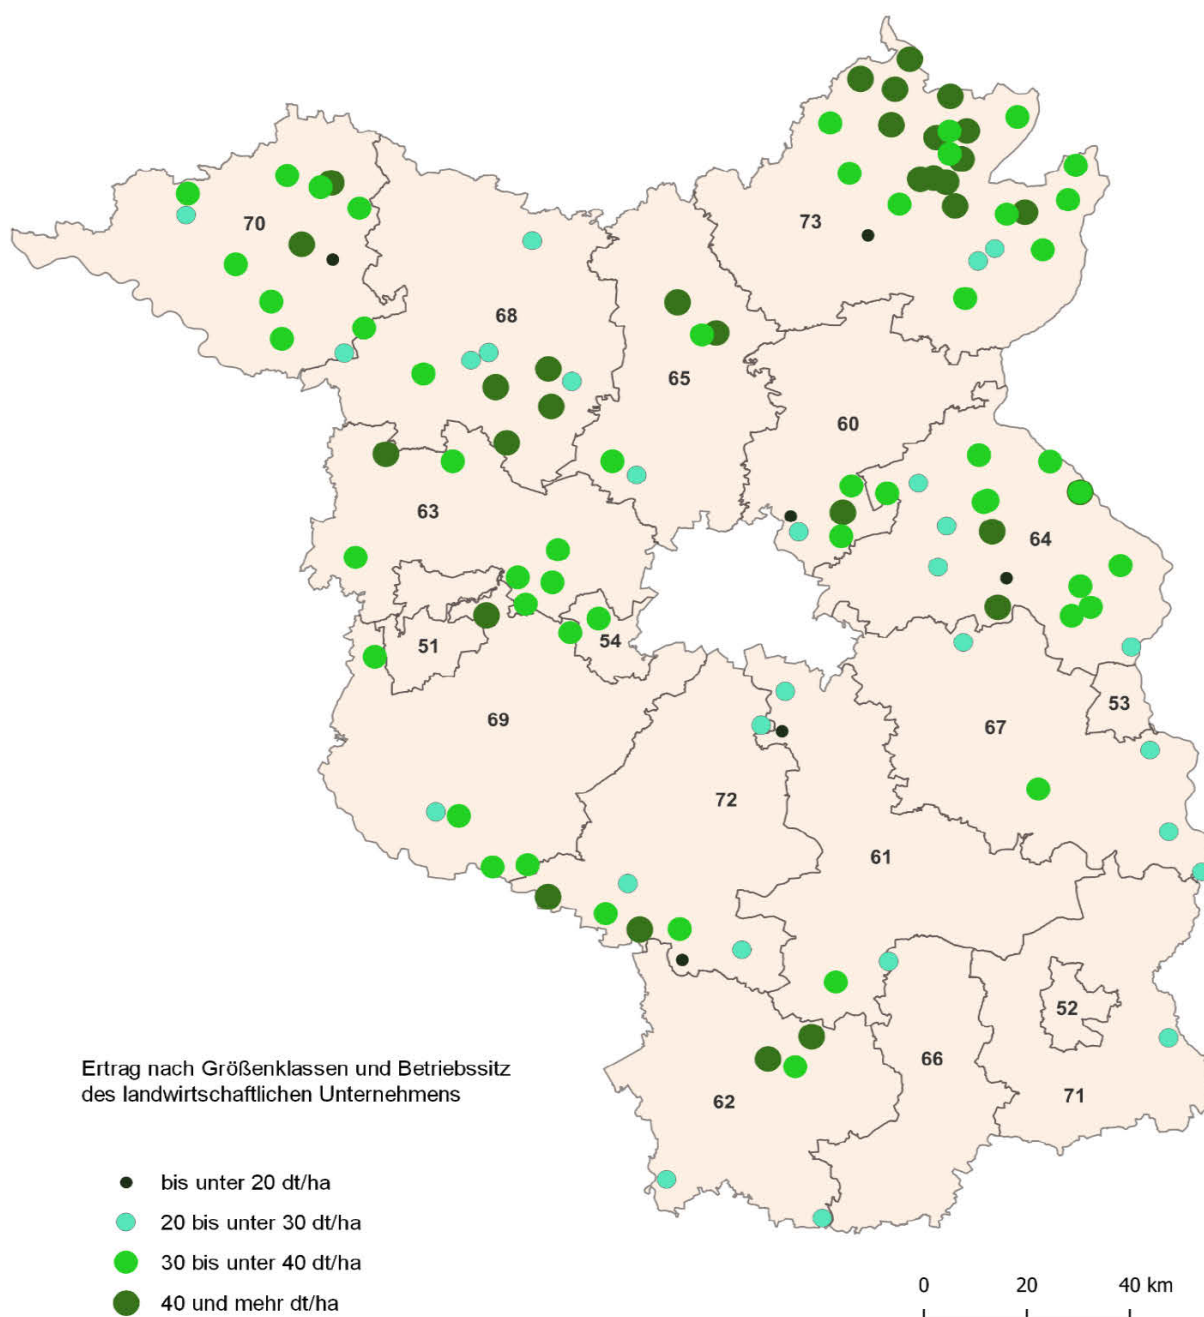 73
70
68
65
60
63
64
51
54
53
69
67
72
61
52
66
71
62
Ertrag nach Größenklassen und Betriebssitz
des landwirtschaftlichen Unternehmens
bis unter 20 dt/ha
20 bis unter 30 dt/ha
30 bis unter 40 dt/ha
40 und mehr dt/ha
0 20 40 km